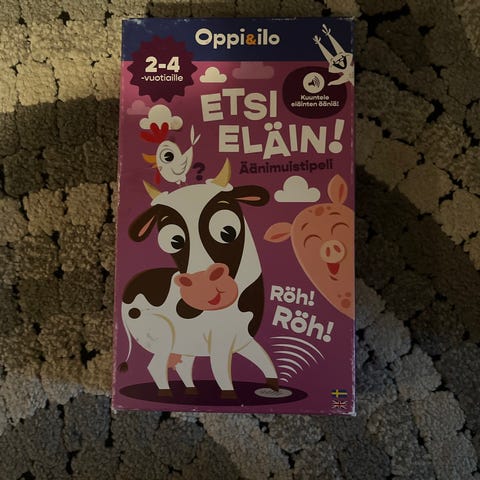 Oppi&ilo
2-4
-vuotiaille
Kuuntele
eläinten ääniä!
ETSI
ELÄIN!
Äänimuistipeli
?
Röh!
Röh!